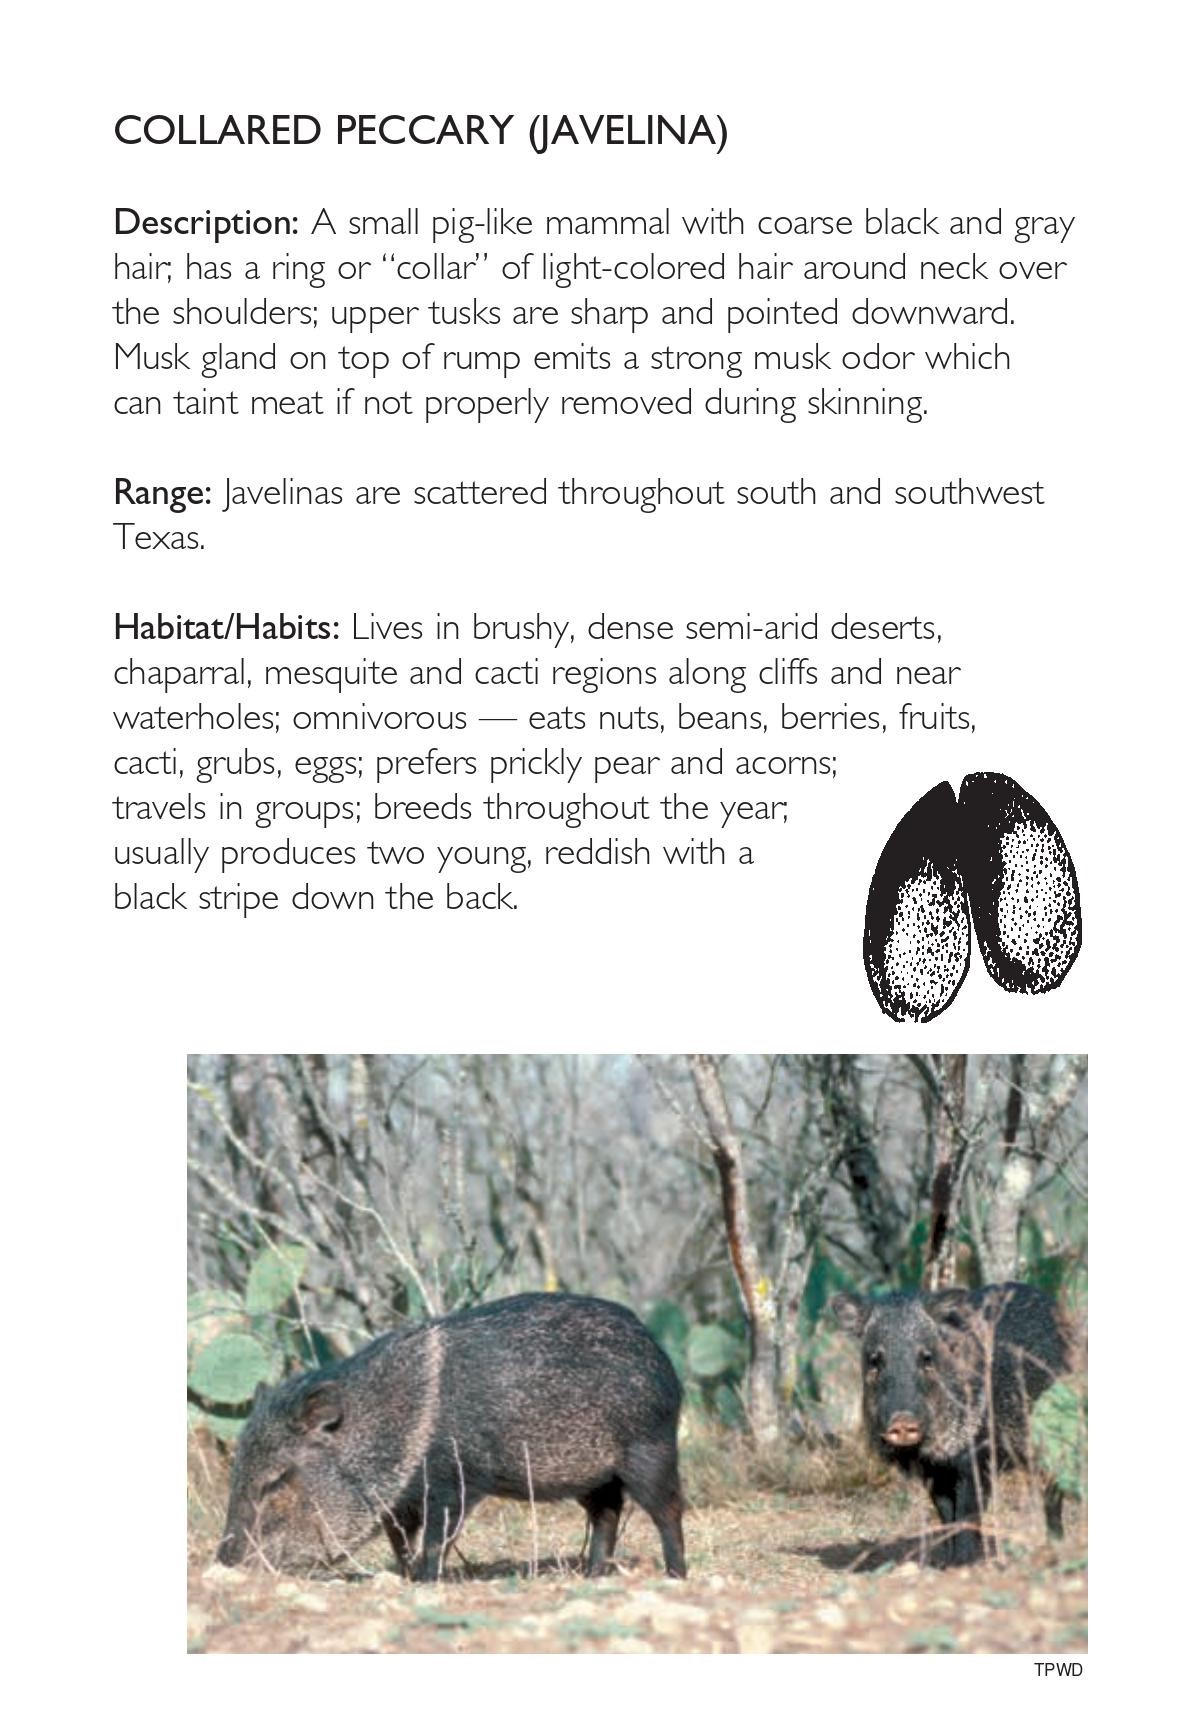 COLLARED PECCARY (JAVELINA)
Description: A small pig-like mammal with coarse black and gray
hair; has a ring or “collar” of light-colored hair around neck over
the shoulders; upper tusks are sharp and pointed downward.
Musk gland on top of rump emits a strong musk odor which
can taint meat if not properly removed during skinning.
Range: Javelinas are scattered throughout south and southwest
Texas.
Habitat/Habits: Lives in brushy, dense semi-arid deserts,
chaparral, mesquite and cacti regions along cliffs and near
waterholes; omnivorous — eats nuts, beans, berries, fruits,
cacti, grubs, eggs; prefers prickly pear and acorns;
travels in groups; breeds throughout the year;
usually produces two young, reddish with a
black stripe down the back.
TPWD